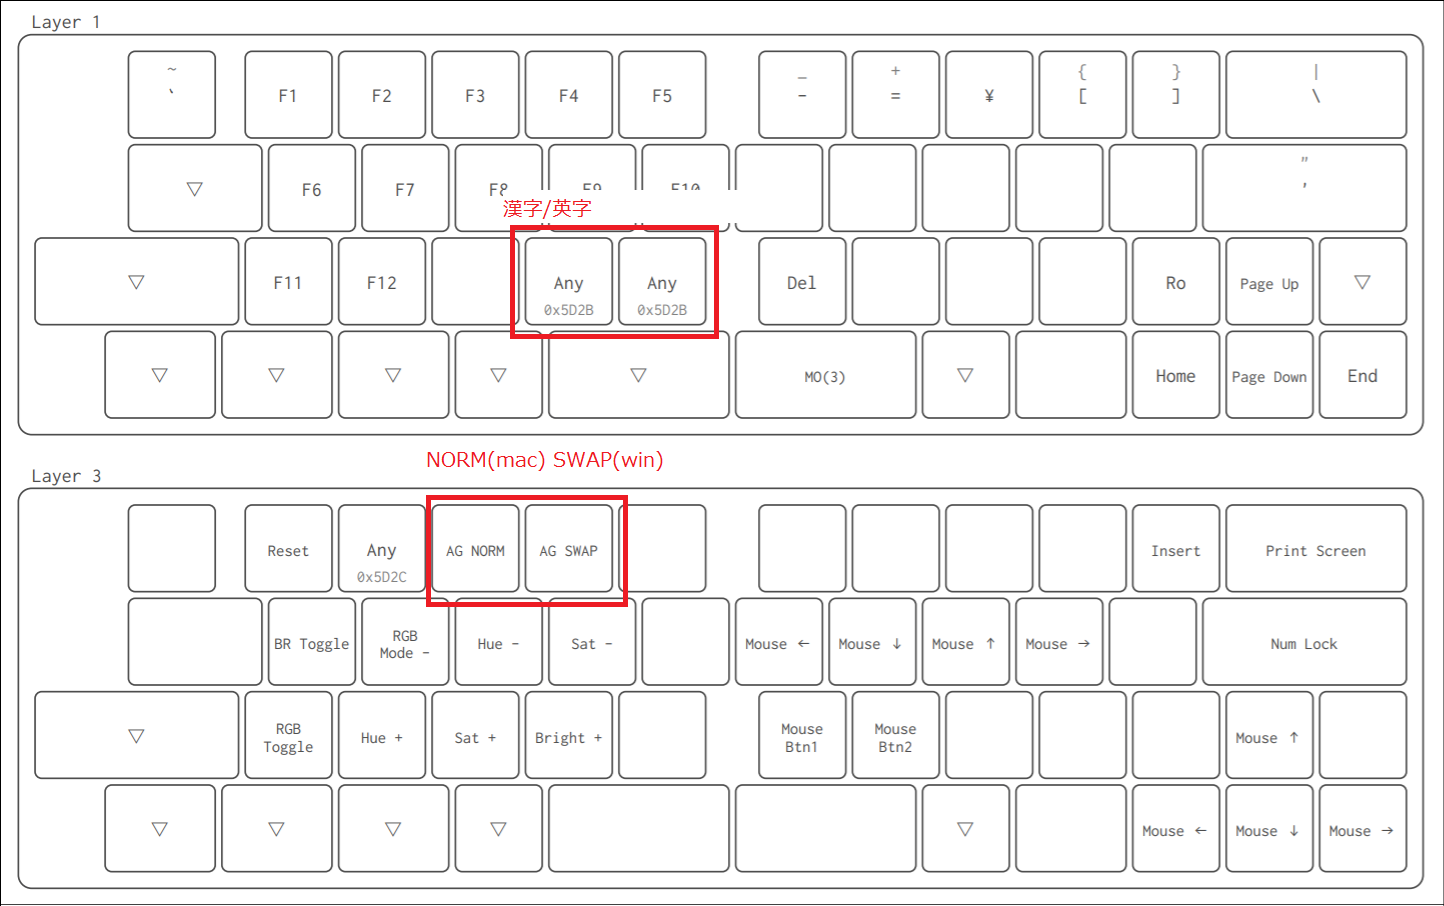 Layer 1
~ _ + { } |
` F1 F2 F3 F4 F5 - = ¥ [ ] \
"
▽ F6 F7 F8 F9 F10 '
漢字/英字
▽ F11 F12 Any Any Del Ro Page Up ▽
0x5D2B 0x5D2B
▽ ▽ ▽ ▽ ▽ MO(3) ▽ Home Page Down End
NORM(mac) SWAP(win)
Layer 3
Reset Any AG NORM AG SWAP Insert Print Screen
0x5D2C
BR Toggle RGB Mode - Hue - Sat - Mouse ← Mouse ↓ Mouse ↑ Mouse → Num Lock
▽ RGB Toggle Hue + Sat + Bright + Mouse Btn1 Mouse Btn2 Mouse ↑
▽ ▽ ▽ ▽ ▽ Mouse ← Mouse ↓ Mouse →